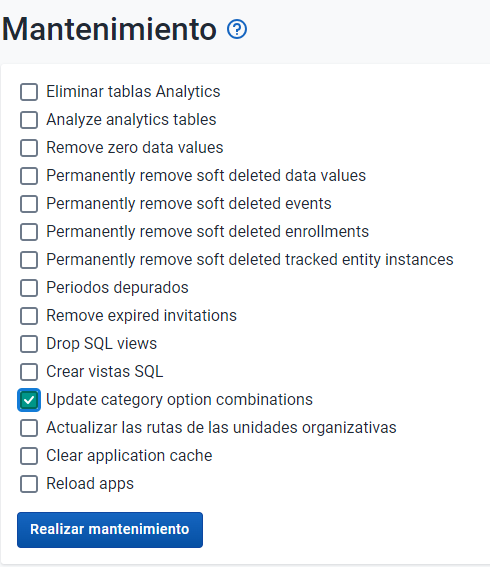 Mantenimiento ?
Eliminar tablas Analytics
Analyze analytics tables
Remove zero data values
Permanently remove soft deleted data values
Permanently remove soft deleted events
Permanently remove soft deleted enrollments
Permanently remove soft deleted tracked entity instances
Periodos depurados
Remove expired invitations
Drop SQL views
Crear vistas SQL
Update category option combinations
Actualizar las rutas de las unidades organizativas
Clear application cache
Reload apps
Realizar mantenimiento